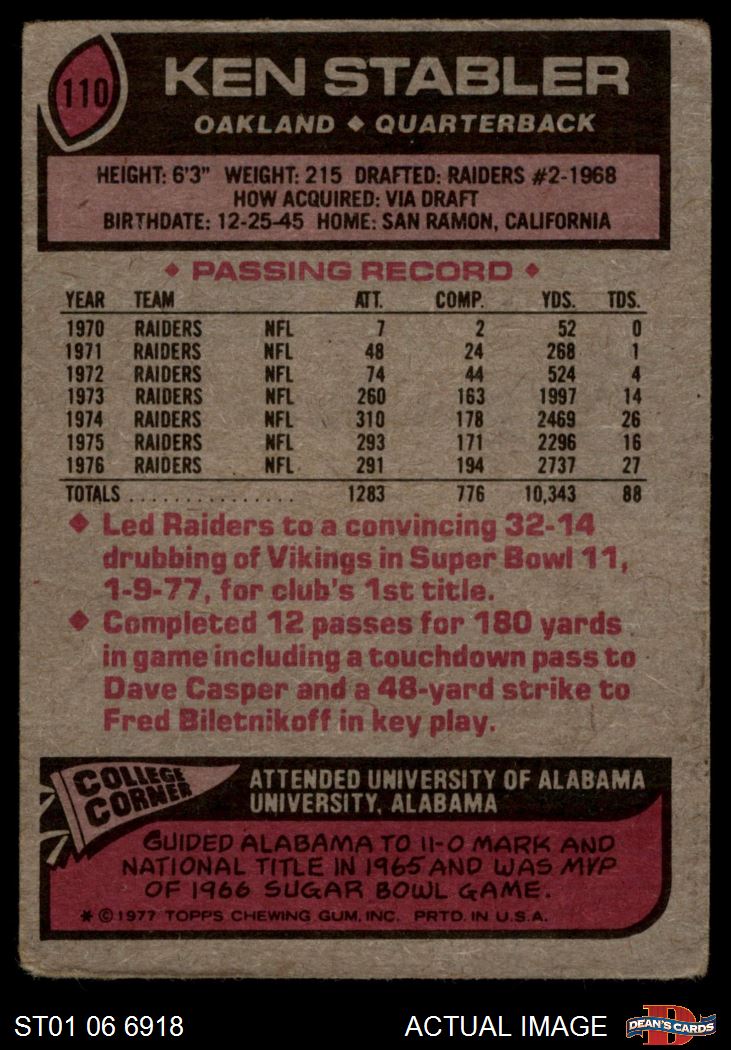 110
KEN STABLER
OAKLAND ◆ QUARTERBACK
HEIGHT: 6'3" WEIGHT: 215 DRAFTED: RAIDERS #2-1968
HOW ACQUIRED: VIA DRAFT
BIRTHDATE: 12-25-45 HOME: SAN RAMON, CALIFORNIA
◆ PASSING RECORD ◆
YEAR TEAM ATT. COMP. YDS. TDS.
1970 RAIDERS NFL 7 2 52 0
1971 RAIDERS NFL 48 24 268 1
1972 RAIDERS NFL 74 44 524 4
1973 RAIDERS NFL 260 163 1997 14
1974 RAIDERS NFL 310 178 2469 26
1975 RAIDERS NFL 293 171 2296 16
1976 RAIDERS NFL 291 194 2737 27
TOTALS ............... 1283 776 10,343 88
◆ Led Raiders to a convincing 32-14
drubbing of Vikings in Super Bowl 11,
1-9-77, for club's 1st title.
◆ Completed 12 passes for 180 yards
in game including a touchdown pass to
Dave Casper and a 48-yard strike to
Fred Biletnikoff in key play.
COLLEGE
CORNER
ATTENDED UNIVERSITY OF ALABAMA
UNIVERSITY, ALABAMA
GUIDED ALABAMA TO 11-0 MARK AND
NATIONAL TITLE IN 1965 AND WAS MVP
OF 1966 SUGAR BOWL GAME.
* © 1977 TOPPS CHEWING GUM, INC. PRTD. IN U.S.A.
ST01 06 6918 ACTUAL IMAGE
D
DEAN'S CARDS